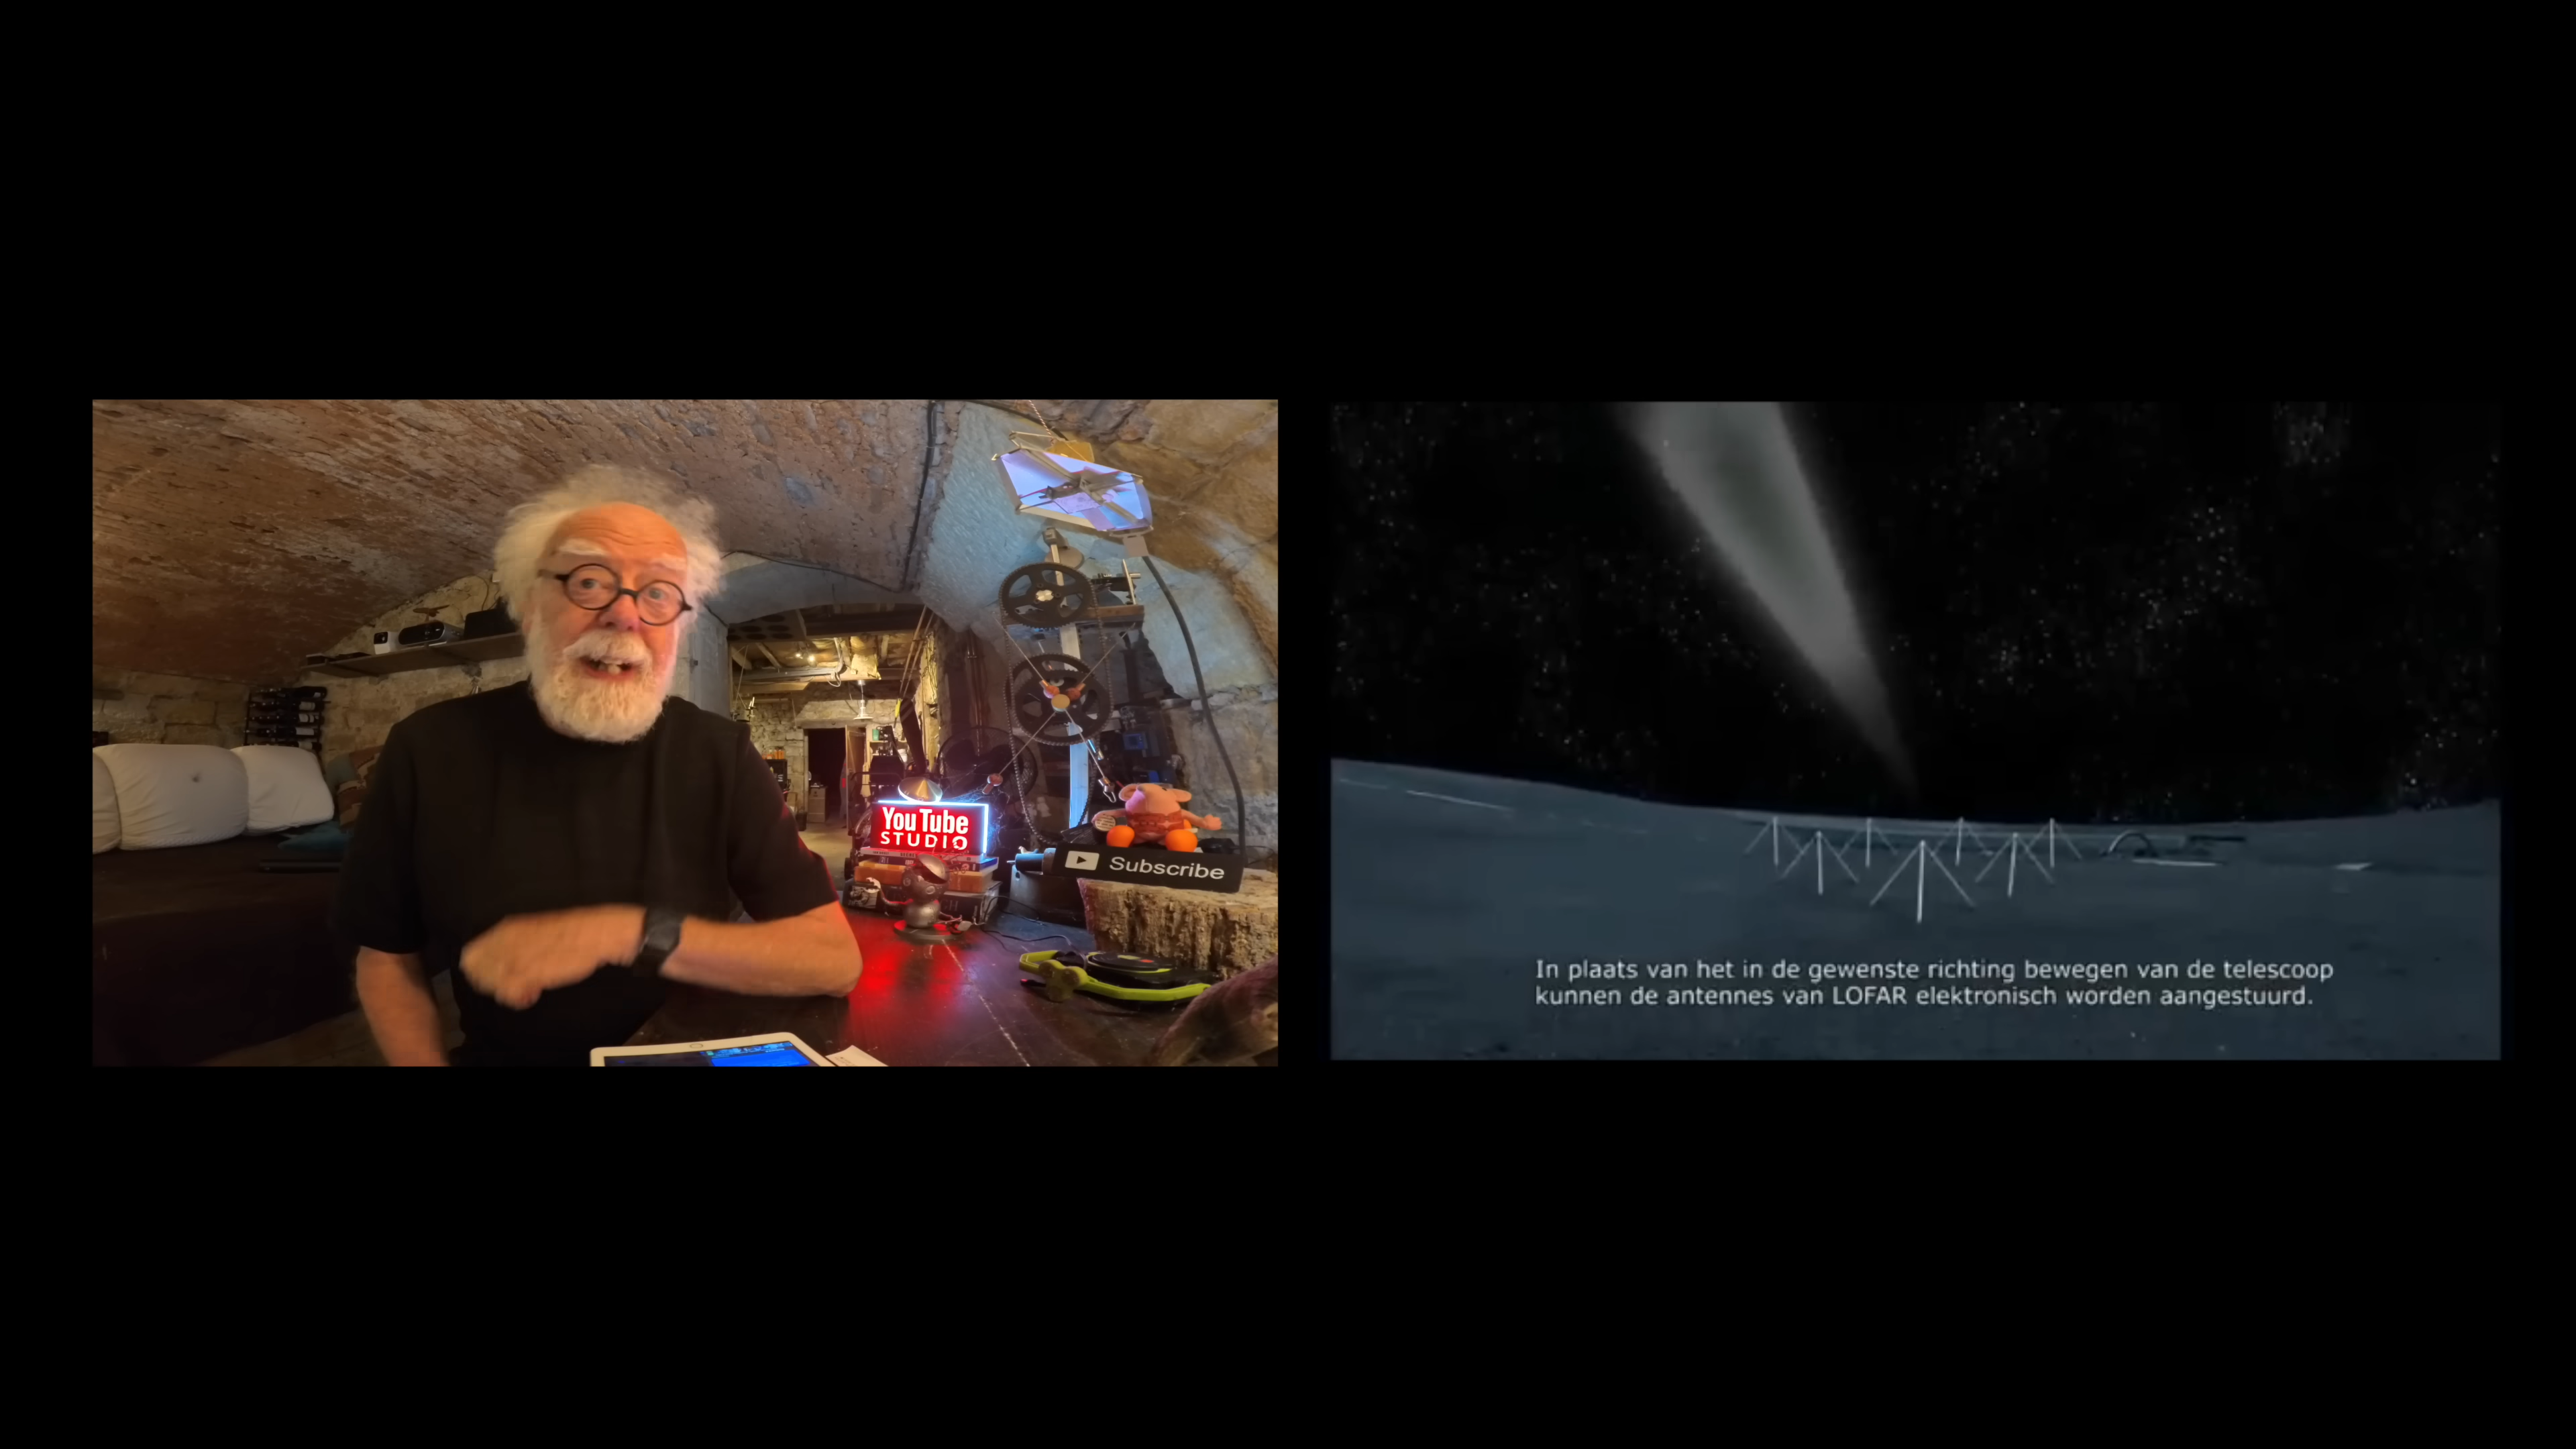 You Tube
STUDIO
Subscribe
In plaats van het in de gewenste richting bewegen van de telescoop
kunnen de antennes van LOFAR elektronisch worden aangestuurd.